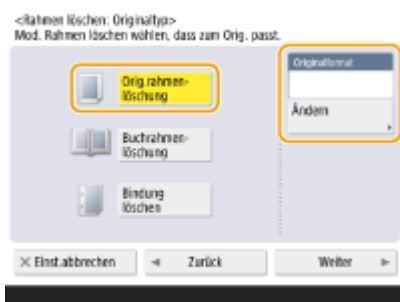 <Rahmen löschen: Originaltyp>
Mod. Rahmen löschen wählen, dass zum Orig. passt.
Originalformat
Orig.rahmen-
löschung
Ändern
Buchrahmen-
löschung
Bindung
löschen
Einst.abbrechen
Zurück
Weiter